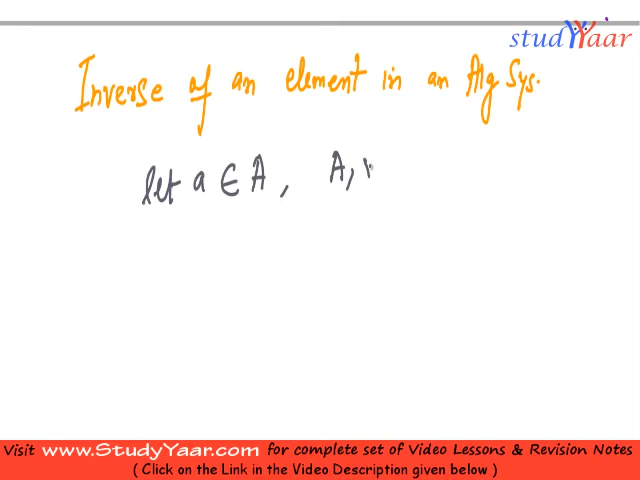 studYYaar
Inverse of an element in an Alg Sys.
let a ∈ A, A,
Visit www.StudyYaar.com for complete set of Video Lessons & Revision Notes
( Click on the Link in the Video Description given below )